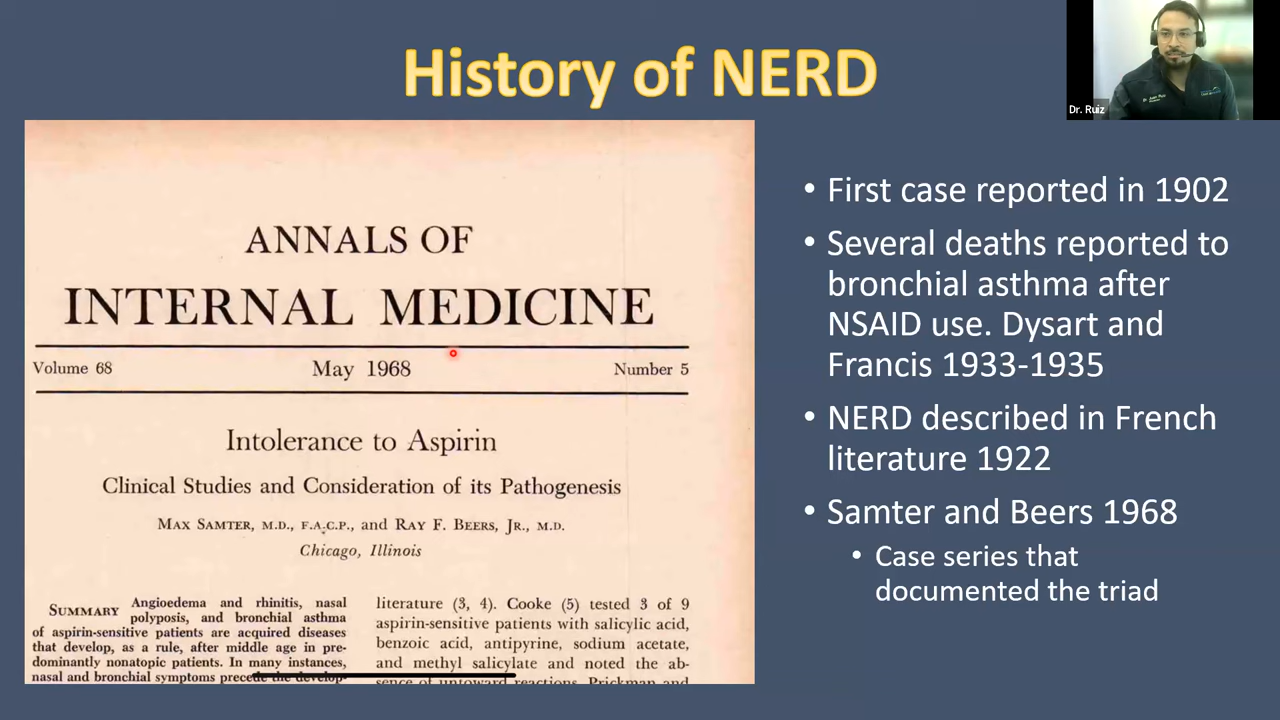 History of NERD
Dr. Ruiz
ANNALS OF
INTERNAL MEDICINE
Volume 68 May 1968 Number 5
Intolerance to Aspirin
Clinical Studies and Consideration of its Pathogenesis
MAX SAMTER, M.D., F.A.C.P., and RAY F. BEERS, JR., M.D.
Chicago, Illinois
SUMMARY Angioedema and rhinitis, nasal
polyposis, and bronchial asthma
of aspirin-sensitive patients are acquired diseases
that develop, as a rule, after middle age in pre-
dominantly nonatopic patients. In many instances,
nasal and bronchial symptoms precede the develop-
literature (3, 4). Cooke (5) tested 3 of 9
aspirin-sensitive patients with salicylic acid,
benzoic acid, antipyrine, sodium acetate,
and methyl salicylate and noted the ab-
sence of untoward reactions. Prickman and
• First case reported in 1902
• Several deaths reported to
bronchial asthma after
NSAID use. Dysart and
Francis 1933-1935
• NERD described in French
literature 1922
• Samter and Beers 1968
• Case series that
documented the triad